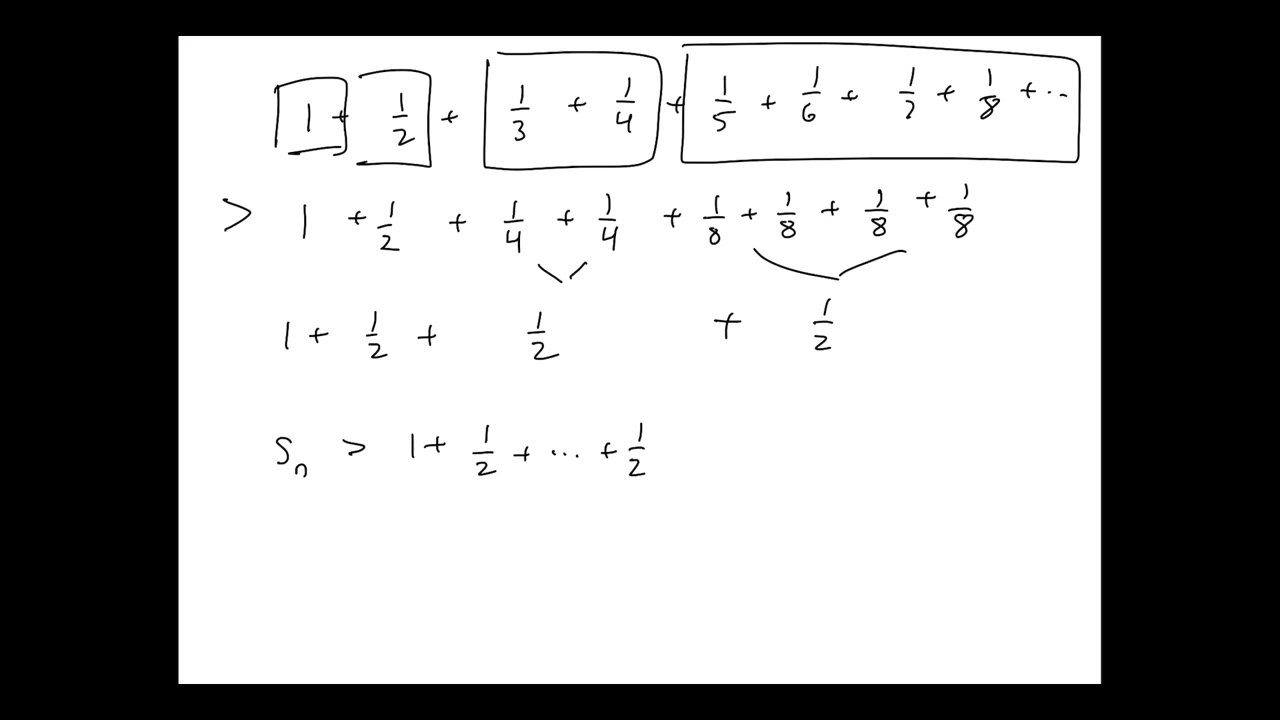 1 + 1/2 + 1/3 + 1/4 + 1/5 + 1/6 + 1/7 + 1/8 + ...
> 1 + 1/2 + 1/4 + 1/4 + 1/8 + 1/8 + 1/8 + 1/8
1 + 1/2 + 1/2 + 1/2
Sₙ > 1 + 1/2 + ... + 1/2